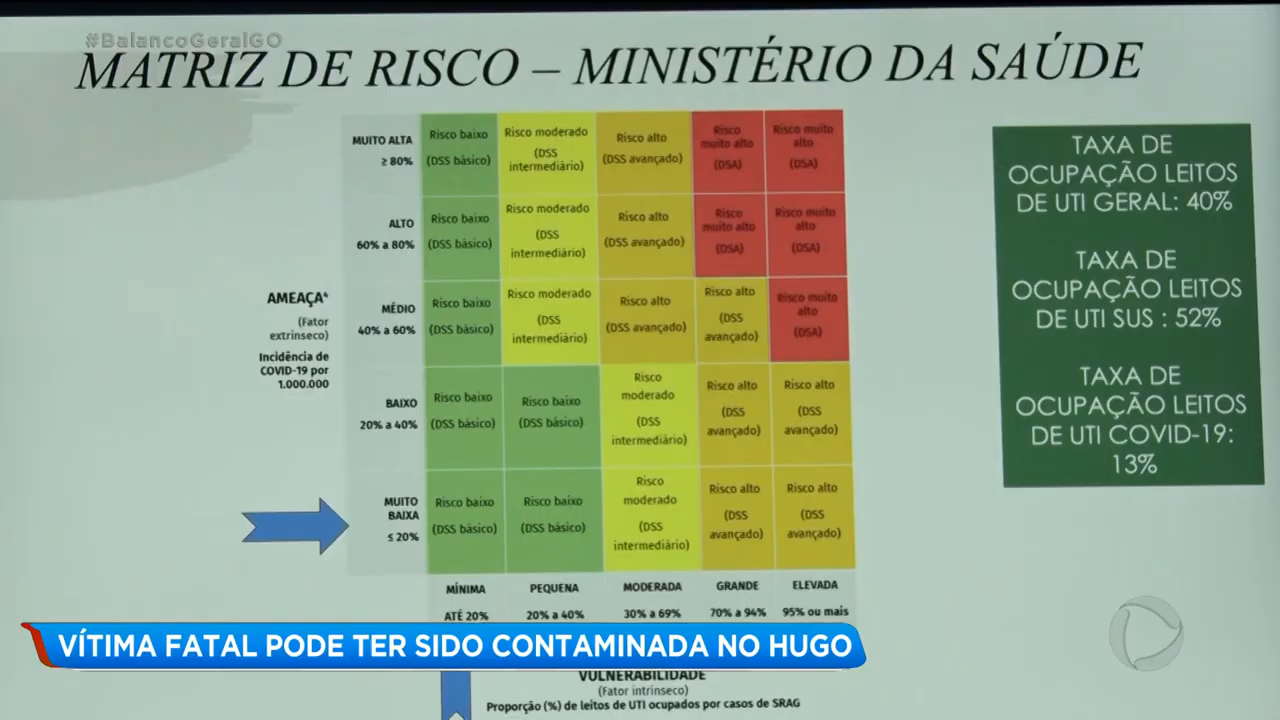 #BalancoGeralGO
MATRIZ DE RISCO – MINISTÉRIO DA SAÚDE
MUITO ALTA
≥ 80%
Risco baixo
(DSS básico)
Risco moderado
(DSS
intermediário)
Risco alto
(DSS avançado)
Risco
muito alto
(DSA)
Risco muito
alto
(DSA)
ALTO
60% a 80%
Risco baixo
(DSS básico)
Risco moderado
(DSS
intermediário)
Risco alto
(DSS avançado)
Risco
muito alto
(DSA)
Risco muito
alto
(DSA)
AMEAÇA⁴
(Fator
extrínseco)
Incidência de
COVID-19 por
1.000.000
MÉDIO
40% a 60%
Risco baixo
(DSS básico)
Risco moderado
(DSS
intermediário)
Risco alto
(DSS avançado)
Risco alto
(DSS
avançado)
Risco muito
alto
(DSA)
BAIXO
20% a 40%
Risco baixo
(DSS básico)
Risco baixo
(DSS básico)
Risco
moderado
(DSS
intermediário)
Risco alto
(DSS
avançado)
Risco alto
(DSS
avançado)
MUITO
BAIXA
≤ 20%
Risco baixo
(DSS básico)
Risco baixo
(DSS básico)
Risco
moderado
(DSS
intermediário)
Risco alto
(DSS
avançado)
Risco alto
(DSS
avançado)
MÍNIMA
ATÉ 20%
PEQUENA
20% a 40%
MODERADA
30% a 69%
GRANDE
70% a 94%
ELEVADA
95% ou mais
TAXA DE
OCUPAÇÃO LEITOS
DE UTI GERAL: 40%
TAXA DE
OCUPAÇÃO LEITOS
DE UTI SUS : 52%
TAXA DE
OCUPAÇÃO LEITOS
DE UTI COVID-19:
13%
VÍTIMA FATAL PODE TER SIDO CONTAMINADA NO HUGO
VULNERABILIDADE
(Fator intrínseco)
Proporção (%) de leitos de UTI ocupados por casos de SRAG